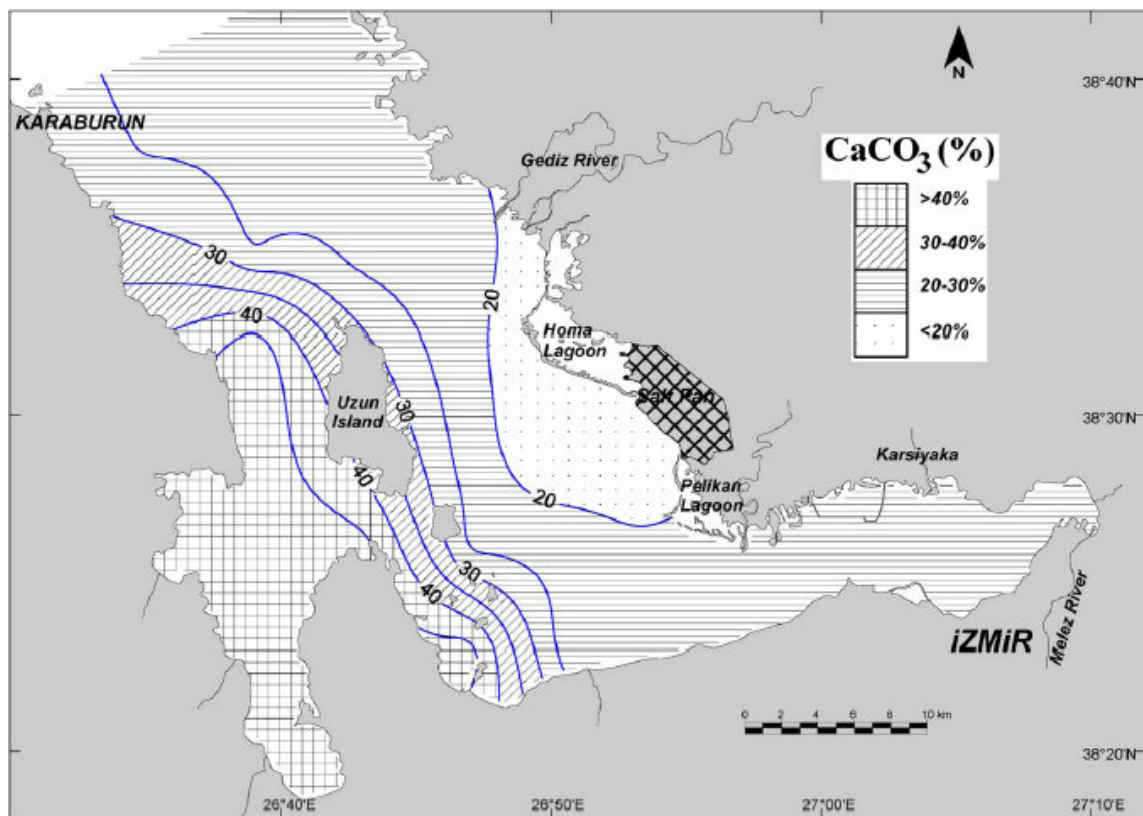 38°40'N
KARABURUN
N
CaCO3 (%)
>40%
30-40%
20-30%
<20%
Gediz River
30
20
40
Homa
Lagoon
Salt Pan
Uzun
Island
30
38°30'N
Karsiyaka
40
Pelikan
Lagoon
20
30
40
İZMİR
Melez River
0 2 4 6 8 10 km
38°20'N
26°40'E
26°50'E
27°00'E
27°10'E